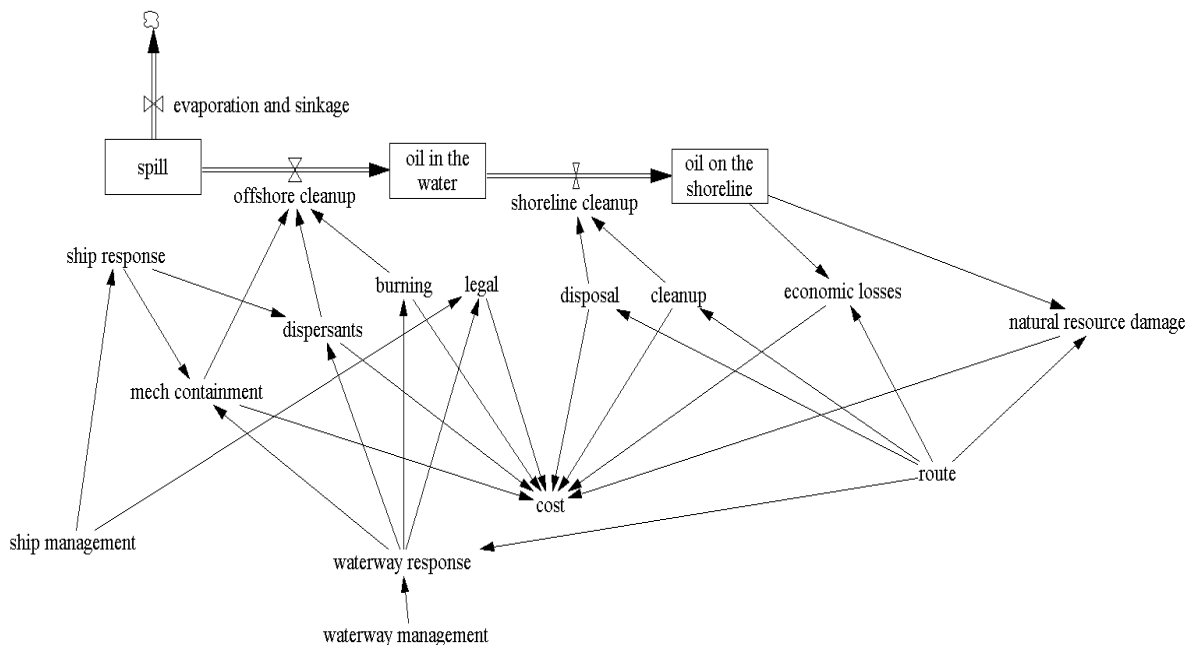 evaporation and sinkage
spill
oil in the
water
oil on the
shoreline
offshore cleanup
shoreline cleanup
ship response
burning
legal
disposal
cleanup
economic losses
dispersants
natural resource damage
mech containment
route
cost
ship management
waterway response
waterway management